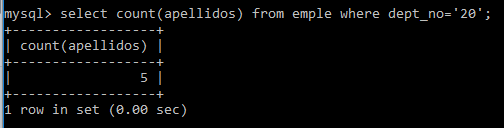 mysql> select count(apellidos) from emple where dept_no='20';
+------------------+
| count(apellidos) |
+------------------+
|                5 |
+------------------+
1 row in set (0.00 sec)